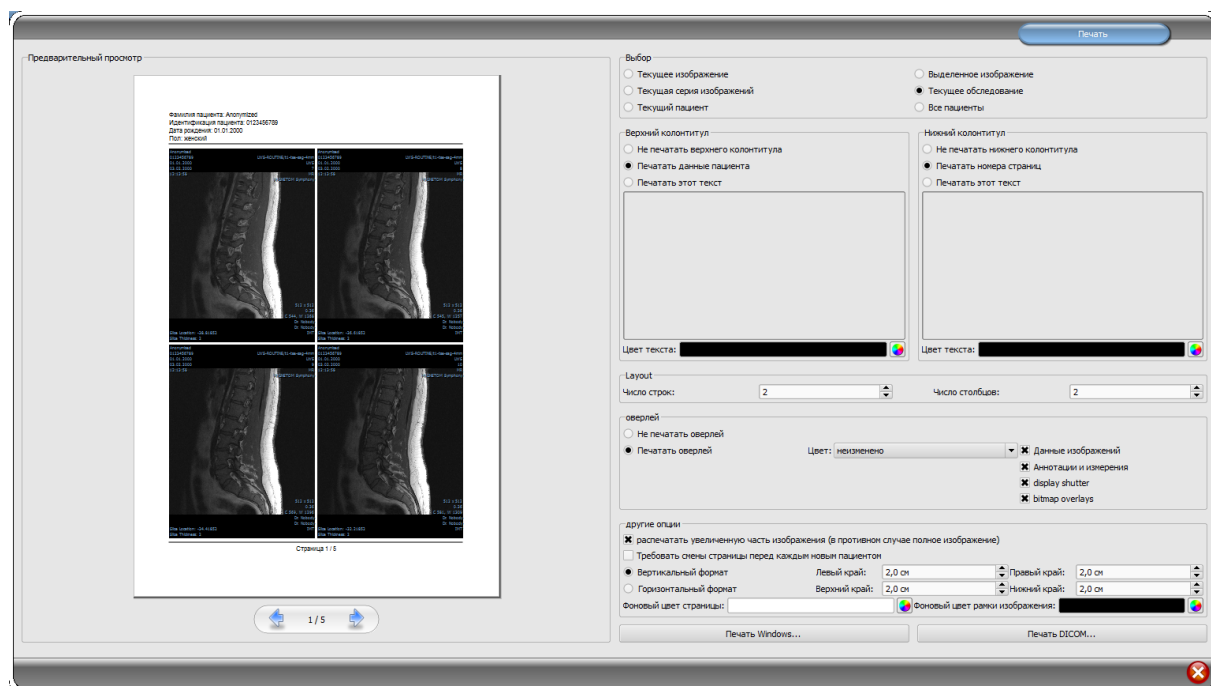 Печать
Предварительный просмотр
Фамилия пациента: Anonymized
Идентификация пациента: 0123456789
Дата рождения: 01.01.2000
Пол: женский
Страница 1 / 5
1 / 5
Выбор
Текущее изображение
Выделенное изображение
Текущая серия изображений
Текущее обследование
Текущий пациент
Все пациенты
Верхний колонтитул
Не печатать верхнего колонтитула
Печатать данные пациента
Печатать этот текст
Цвет текста:
Нижний колонтитул
Не печатать нижнего колонтитула
Печатать номера страниц
Печатать этот текст
Цвет текста:
Layout
Число строк: 2 Число столбцов: 2
оверлей
Не печатать оверлей
Печатать оверлей Цвет: неизменено Данные изображений
Аннотации и измерения
display shutter
bitmap overlays
другие опции
распечатать увеличенную часть изображения (в противном случае полное изображение)
Требовать смены страницы перед каждым новым пациентом
Вертикальный формат Левый край: 2,0 см Правый край: 2,0 см
Горизонтальный формат Верхний край: 2,0 см Нижний край: 2,0 см
Фоновый цвет страницы: Фоновый цвет рамки изображения:
Печать Windows... Печать DICOM...